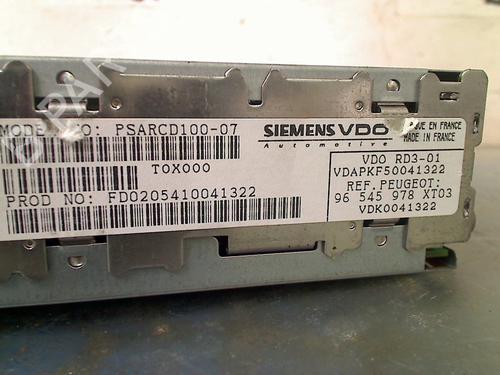 MODEL NO: PSARCD100-07
TOX000
PROD NO: FD0205410041322
SIEMENS VDO
Automotive
EN FRANCE
MADE IN FRANCE
VDO RD3-01
VDAPKF50041322
REF. PEUGEOT:
96 545 978 XT03
VDK0041322